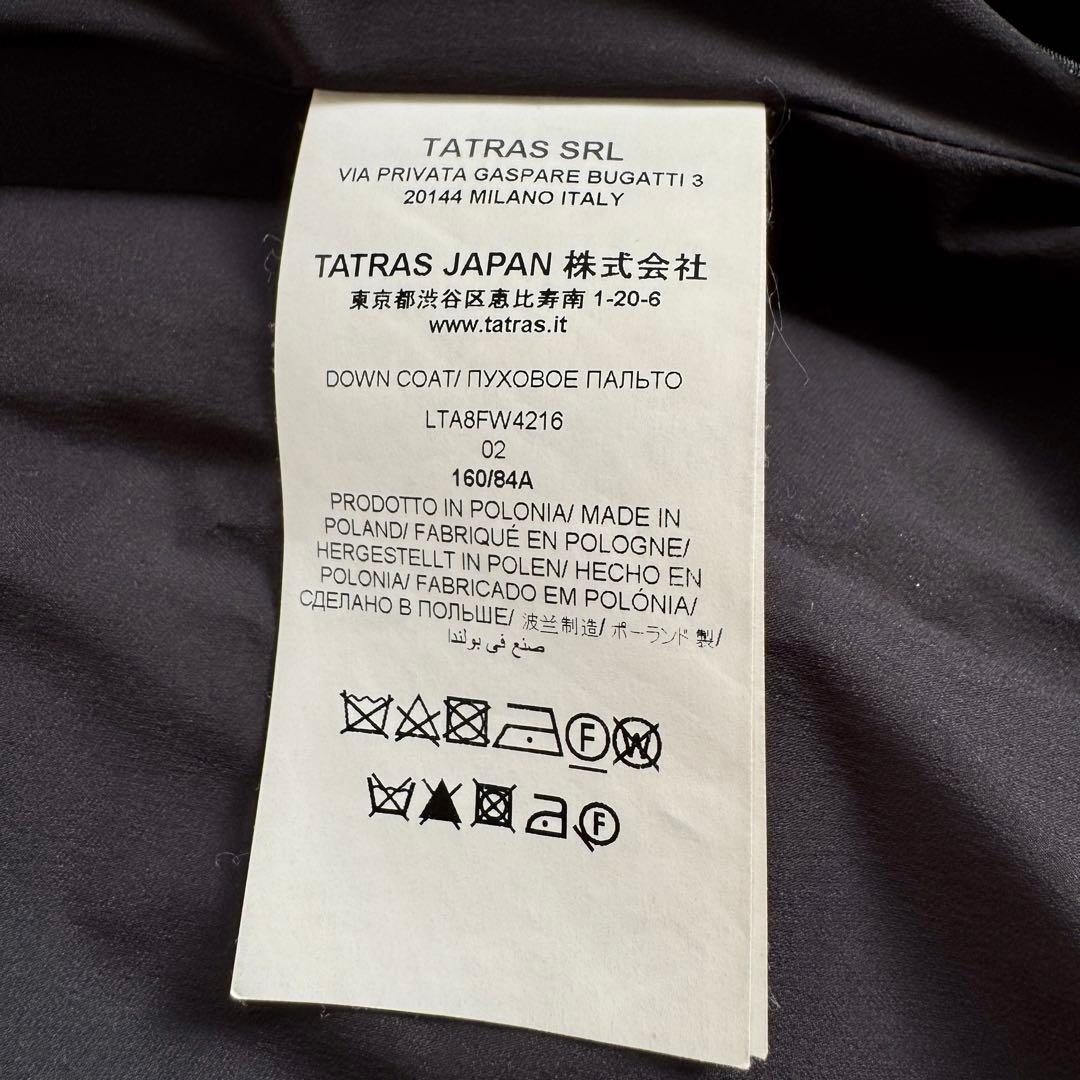 TATRAS SRL
VIA PRIVATA GASPARE BUGATTI 3
20144 MILANO ITALY
TATRAS JAPAN 株式会社
東京都渋谷区恵比寿南 1-20-6
www.tatras.it
DOWN COAT/ ПУХОВОЕ ПАЛЬТО
LTA8FW4216
02
160/84A
PRODOTTO IN POLONIA/ MADE IN
POLAND/ FABRIQUÉ EN POLOGNE/
HERGESTELLT IN POLEN/ HECHO EN
POLONIA/ FABRICADO EM POLÓNIA/
СДЕЛАНО В ПОЛЬШЕ/ 波兰制造/ ポーランド 製/
صنع في بولندا
F W
F